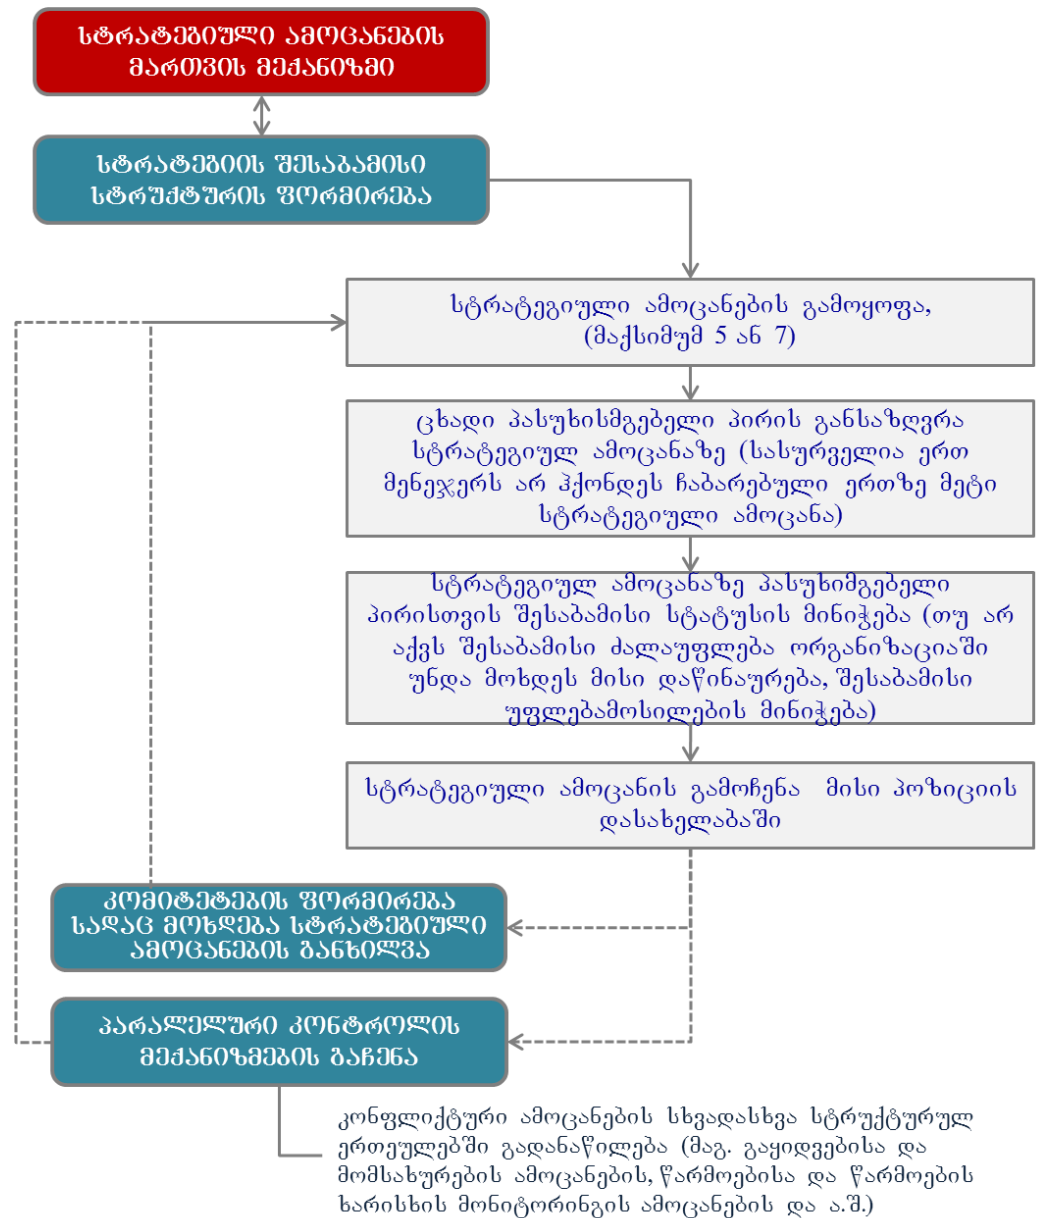 სტრატეგიული ამოცანების
მართვის მექანიზმი
სტრატეგიის შესაბამისი
სტრუქტურის ფორმირება
სტრატეგიული ამოცანების გამოყოფა,
(მაქსიმუმ 5 ან 7)
ცხადი პასუხისმგებელი პირის განსაზღვრა
სტრატეგიულ ამოცანაზე (სასურველია ერთ
მენეჯერს არ ჰქონდეს ჩაბარებული ერთზე მეტი
სტრატეგიული ამოცანა)
სტრატეგიულ ამოცანაზე პასუხიმგებელი
პირისთვის შესაბამისი სტატუსის მინიჭება (თუ არ
აქვს შესაბამისი ძალაუფლება ორგანიზაციაში
უნდა მოხდეს მისი დაწინაურება, შესაბამისი
უფლებამოსილების მინიჭება)
სტრატეგიული ამოცანის გამოჩენა მისი პოზიციის
დასახელაბაში
კომიტეტების ფორმირება
სადაც მოხდება სტრატეგიული
ამოცანების განხილვა
პარალელური კონტროლის
მექანიზმების გაჩენა
კონფლიქტური ამოცანების სხვადასხვა სტრუქტურულ
ერთეულებში გადანაწილება (მაგ. გაყიდვებისა და
მომსახურების ამოცანების, წარმოებისა და წარმოების
ხარისხის მონიტორინგის ამოცანების და ა.შ.)